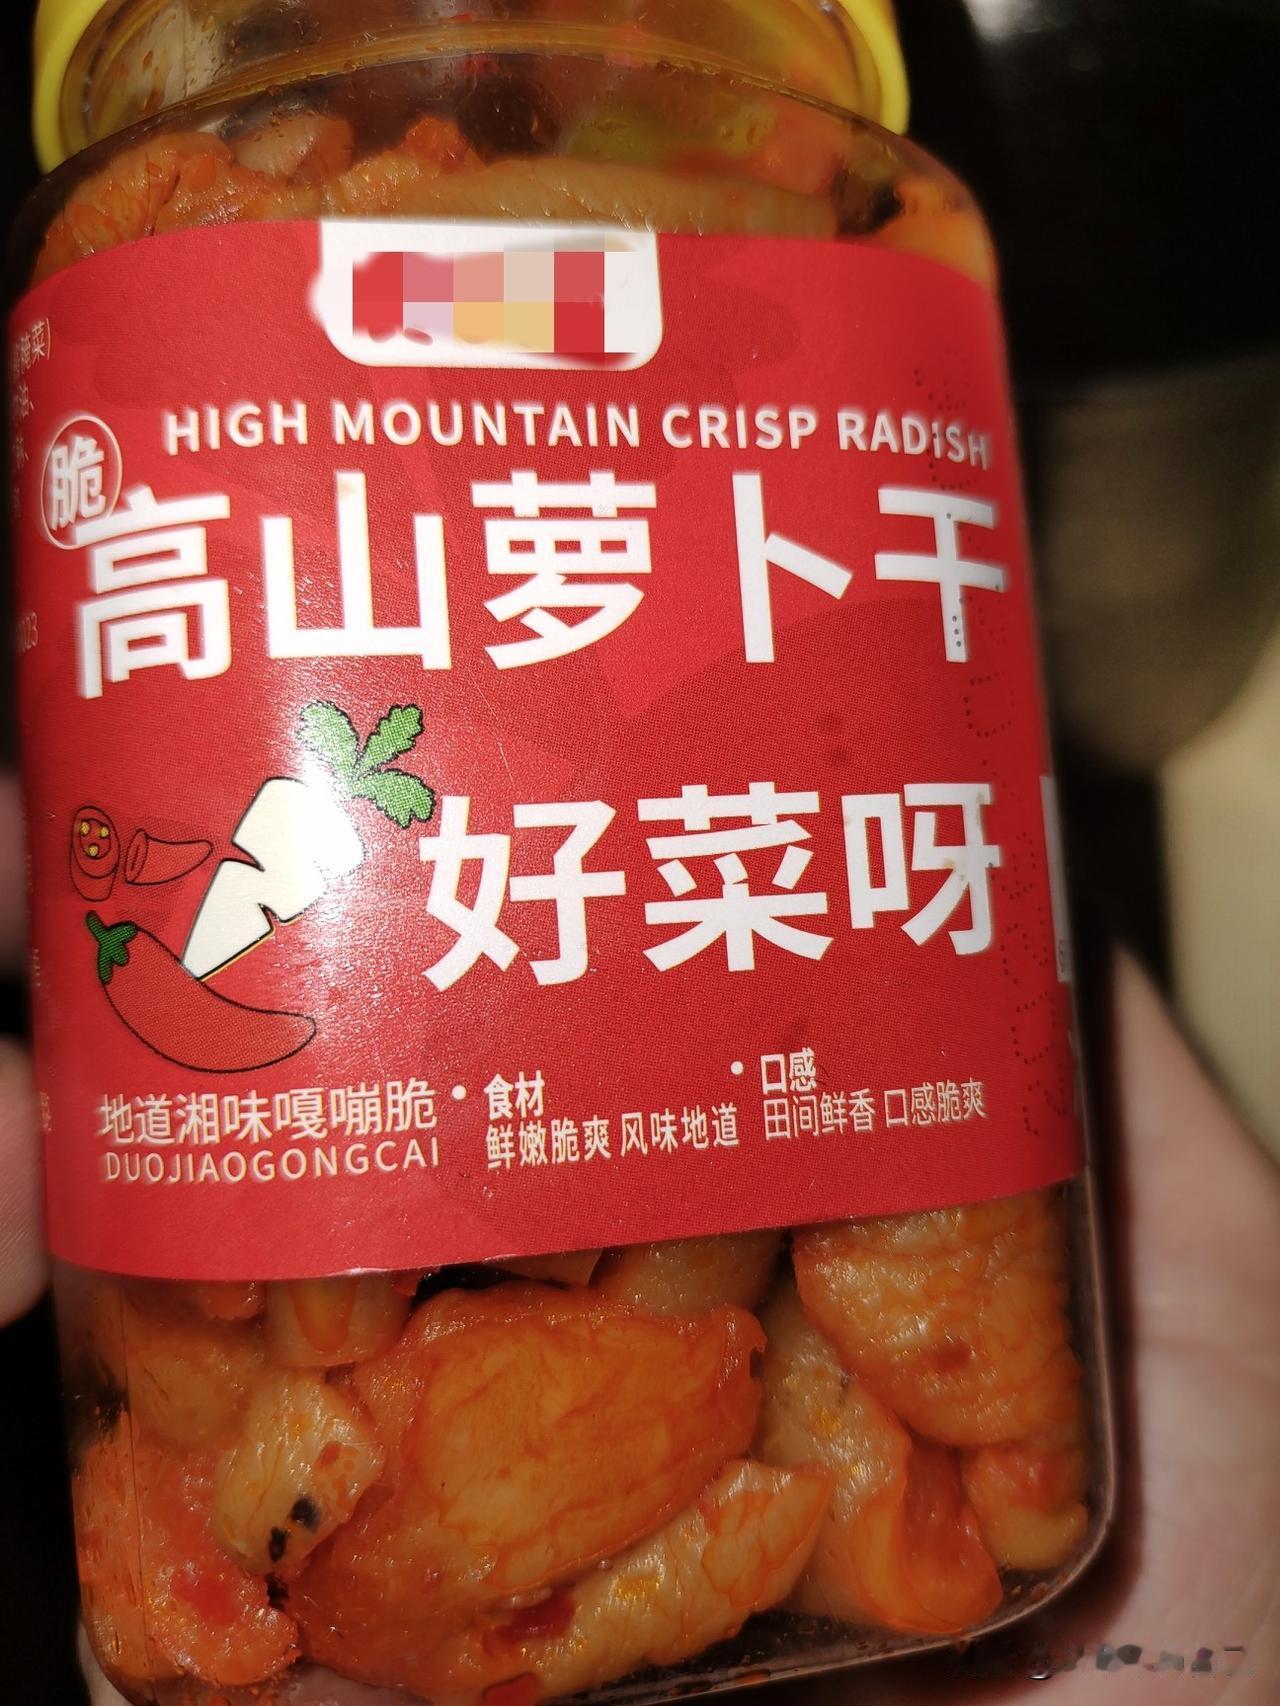 腌菜)
HIGH MOUNTAIN CRISP RADISH
脆
高山萝卜干
好菜呀
地道湘味嘎嘣脆
DUOJIAOGONGCAI
• 食材
鲜嫩脆爽 风味地道
• 口感
田间鲜香 口感脆爽